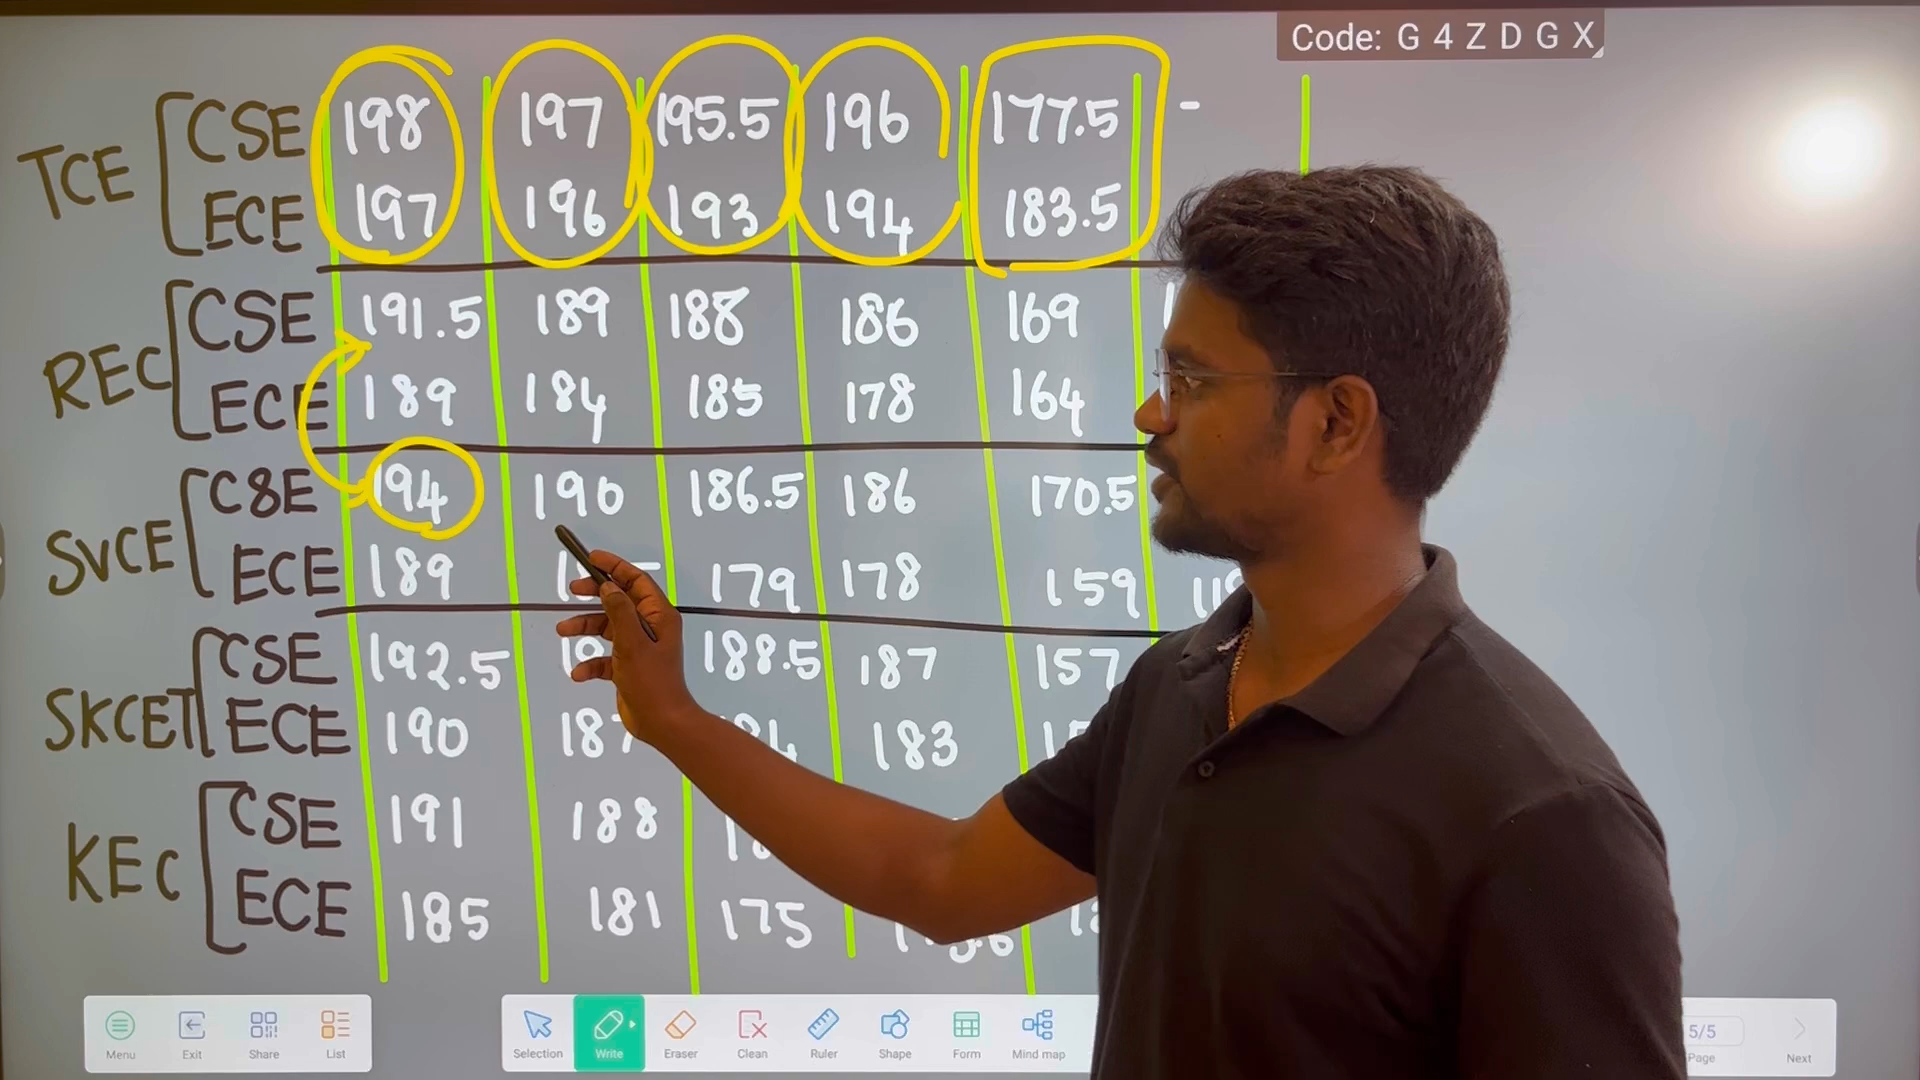 Code: G 4 Z D G X
TCE CSE 198 197 195.5 196 177.5 -
ECE 197 196 193 194 183.5
REC CSE 191.5 189 188 186 169
ECE 189 184 185 178 164
SVCE CSE 194 190 186.5 186 170.5
ECE 189 179 178 159
SKCET CSE 192.5 188.5 187 157
ECE 190 187 183
KEC CSE 191 188
ECE 185 181 175
Menu Exit Share List Selection Write Eraser Clean Ruler Shape Form Mind map 5/5 Page Next